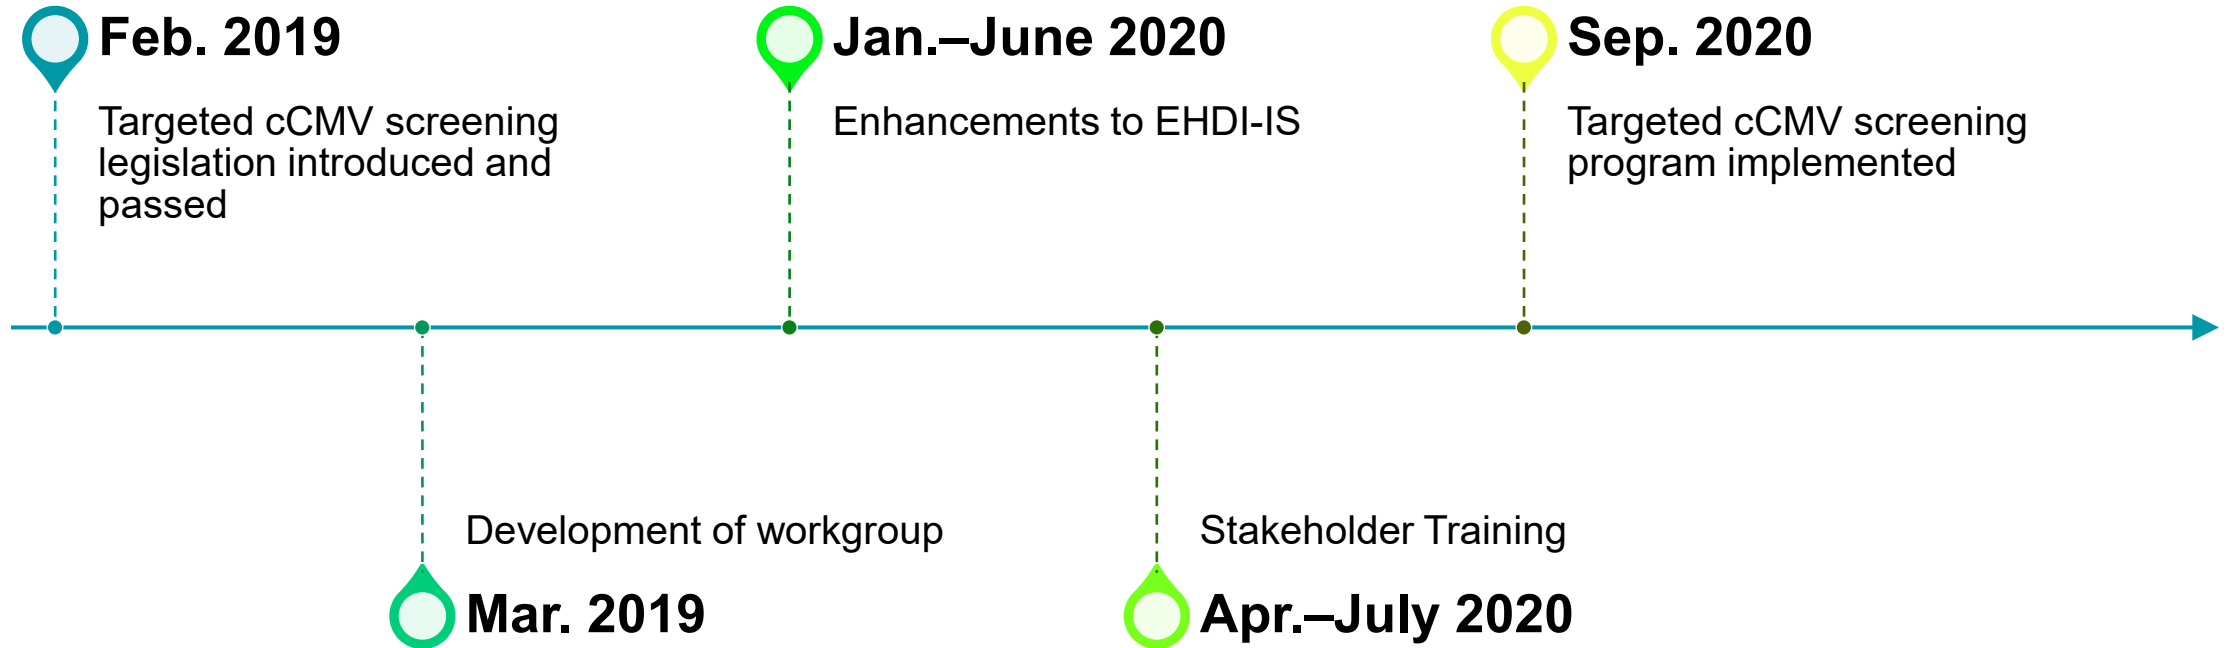 Feb. 2019
Targeted cCMV screening
legislation introduced and
passed
Jan.–June 2020
Enhancements to EHDI-IS
Sep. 2020
Targeted cCMV screening
program implemented
Development of workgroup
Mar. 2019
Stakeholder Training
Apr.–July 2020